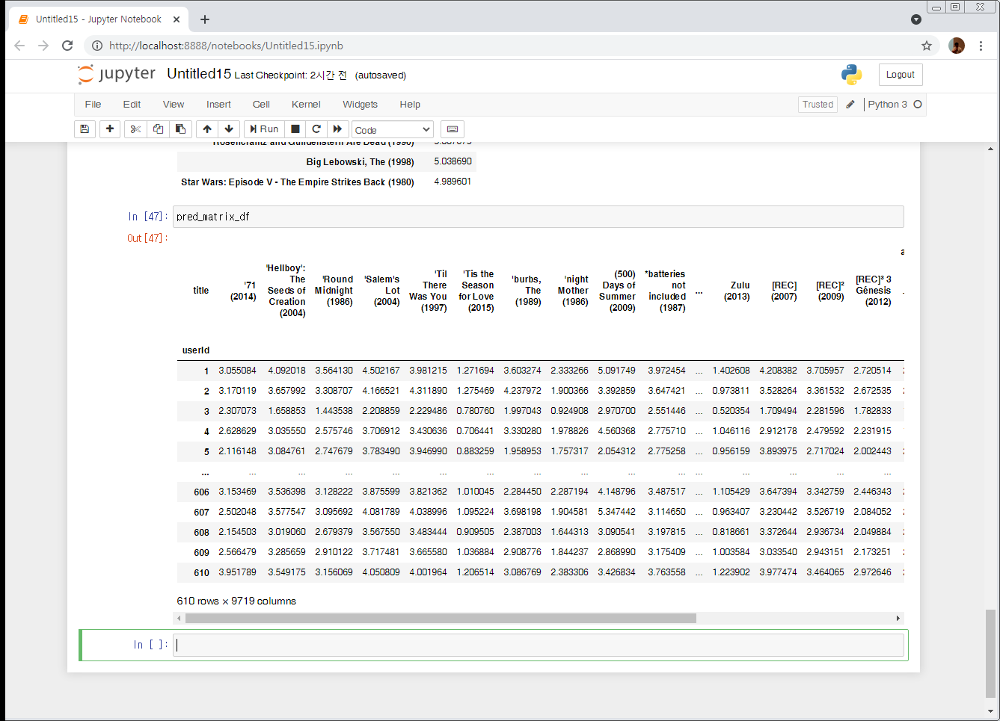 Untitled15 - Jupyter Notebook
http://localhost:8888/notebooks/Untitled15.ipynb
jupyter Untitled15 Last Checkpoint: 2시간 전 (autosaved) Logout
File Edit View Insert Cell Kernel Widgets Help Trusted Python 3
Run Code
Rosencrantz and Guildenstern Are Dead (1990)
Big Lebowski, The (1998) 5.038690
Star Wars: Episode V - The Empire Strikes Back (1980) 4.989601
In [47]: pred_matrix_df
Out[47]:
title '71 (2014) 'Hellboy': The Seeds of Creation (2004) 'Round Midnight (1986) 'Salem's Lot (2004) 'Til There Was You (1997) 'Tis the Season for Love (2015) 'burbs, The (1989) 'night Mother (1986) (500) Days of Summer (2009) *batteries not included (1987) ... Zulu (2013) [REC] (2007) [REC]² (2009) [REC]³ 3 Génesis (2012)
userId
1 3.055084 4.092018 3.564130 4.502167 3.981215 1.271694 3.603274 2.333266 5.091749 3.972454 ... 1.402608 4.208382 3.705957 2.720514
2 3.170119 3.657992 3.308707 4.166521 4.311890 1.275469 4.237972 1.900366 3.392859 3.647421 ... 0.973811 3.528264 3.361532 2.672535
3 2.307073 1.658853 1.443538 2.208859 2.229486 0.780760 1.997043 0.924908 2.970700 2.551446 ... 0.520354 1.709494 2.281596 1.782833
4 2.628629 3.035550 2.575746 3.706912 3.430636 0.706441 3.330280 1.978826 4.560368 2.775710 ... 1.046116 2.912178 2.479592 2.231915
5 2.116148 3.084761 2.747679 3.783490 3.946990 0.883259 1.958953 1.757317 2.054312 2.775258 ... 0.956159 3.893975 2.717024 2.002443
... ... ... ... ... ... ... ... ... ... ... ... ... ... ... ...
606 3.153469 3.536398 3.128222 3.875599 3.821362 1.010045 2.284450 2.287194 4.148796 3.487517 ... 1.105429 3.647394 3.342759 2.446343
607 2.502048 3.577547 3.095692 4.081789 4.038996 1.095224 3.698198 1.904581 5.347442 3.114650 ... 0.963407 3.230442 3.526719 2.084052
608 2.154503 3.019060 2.679379 3.567550 3.483444 0.909505 2.387003 1.644313 3.090541 3.197815 ... 0.818661 3.372644 2.936734 2.049884
609 2.566479 3.285659 2.910122 3.717481 3.665580 1.036884 2.908776 1.844237 2.868990 3.175409 ... 1.003584 3.033540 2.943151 2.173251
610 3.951789 3.549175 3.156069 4.050809 4.001964 1.206514 3.086769 2.383306 3.426834 3.763558 ... 1.223902 3.977474 3.464065 2.972646
610 rows × 9719 columns
In [ ]: